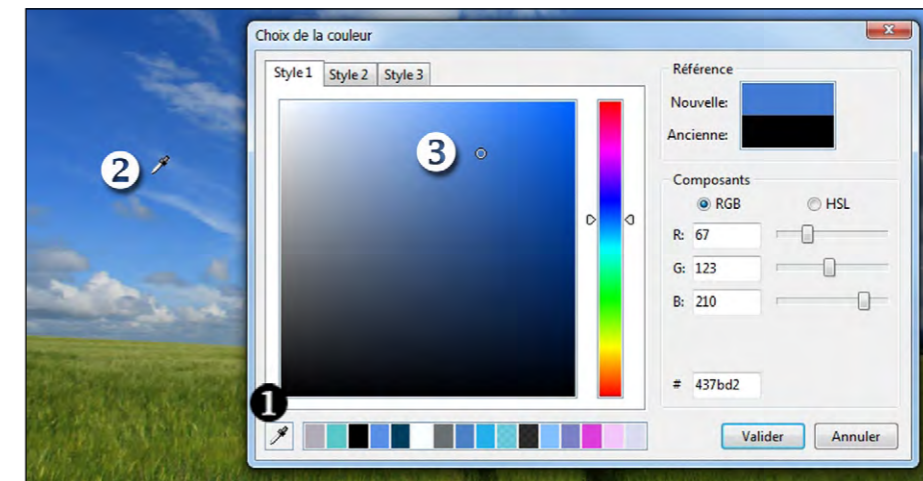 Choix de la couleur
Style 1 Style 2 Style 3
Référence
Nouvelle:
Ancienne:
2
3
Composants
RGB HSL
R: 67
G: 123
B: 210
# 437bd2
1
Valider Annuler